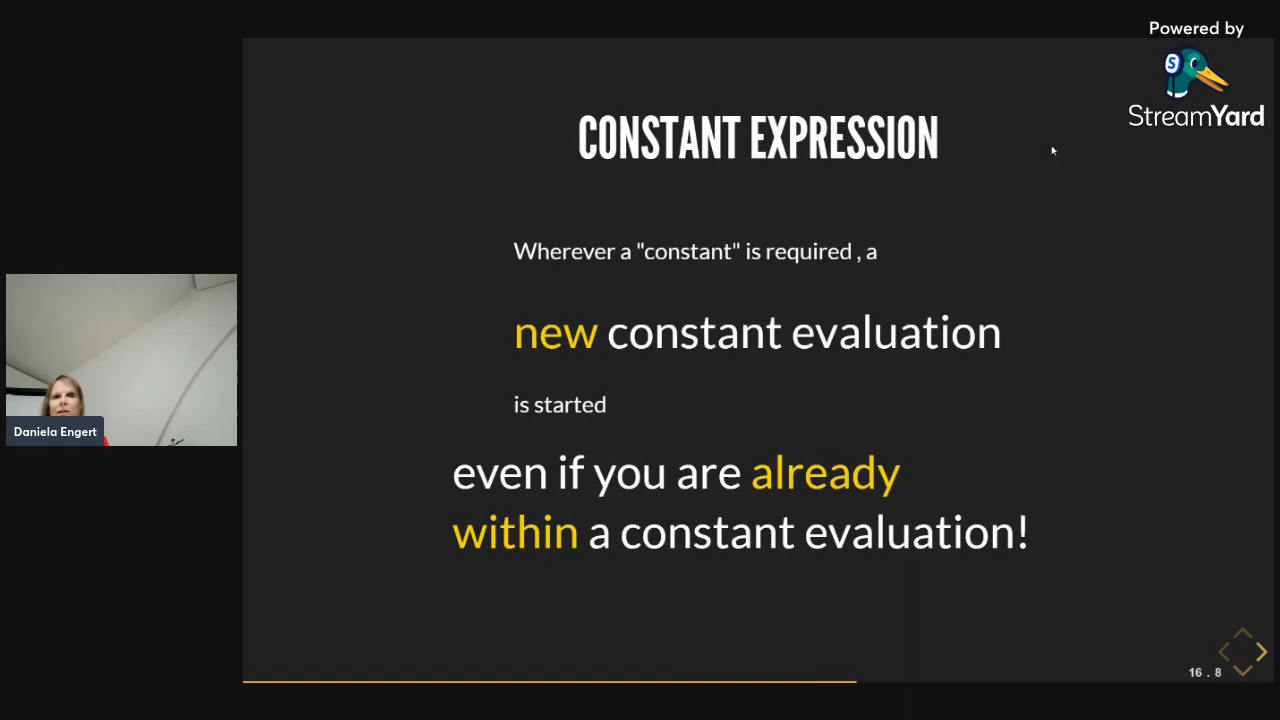 Powered by
StreamYard
CONSTANT EXPRESSION
Wherever a "constant" is required , a
new constant evaluation
is started
even if you are already
within a constant evaluation!
Daniela Engert
16 . 8